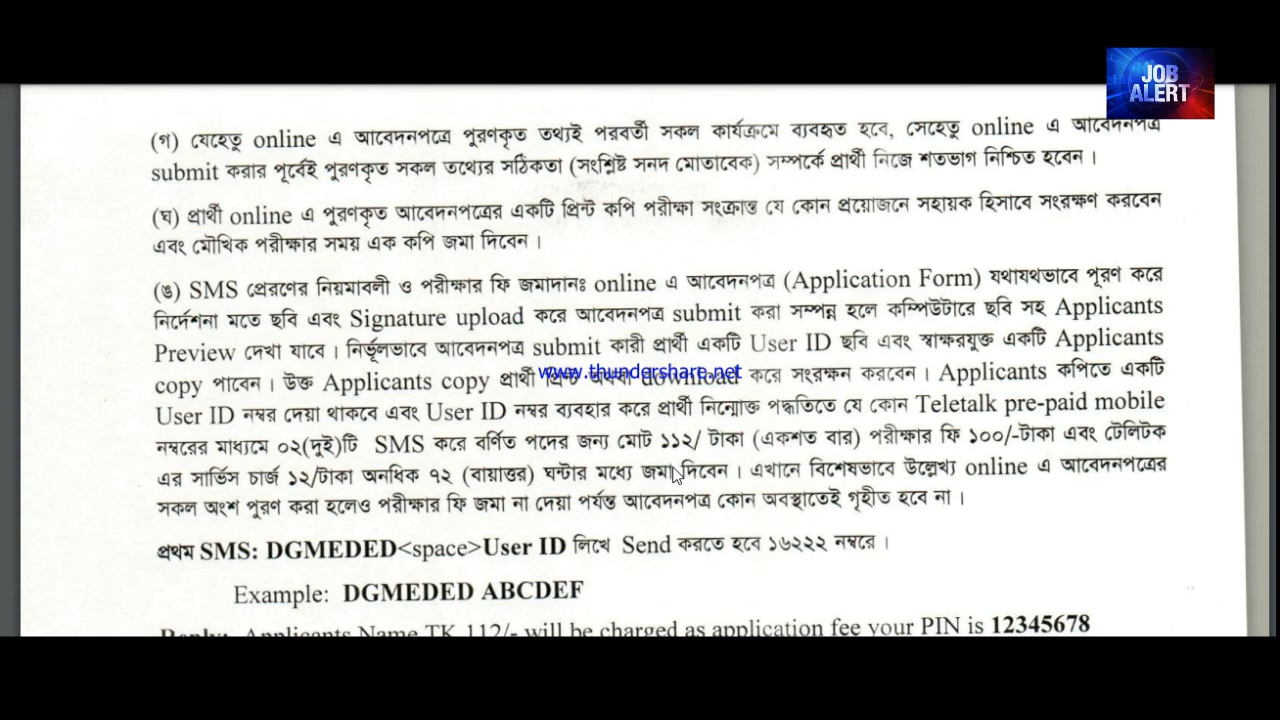 JOB
ALERT
(গ) যেহেতু online এ আবেদনপত্রে পুরণকৃত তথ্যই পরবর্তী সকল কার্যক্রমে ব্যবহৃত হবে, সেহেতু online এ আবেদনপত্র
submit করার পূর্বেই পুরণকৃত সকল তথ্যের সঠিকতা (সংশ্লিষ্ট সনদ মোতাবেক) সম্পর্কে প্রার্থী নিজে শতভাগ নিশ্চিত হবেন।
(ঘ) প্রার্থী online এ পুরণকৃত আবেদনপত্রের একটি প্রিন্ট কপি পরীক্ষা সংক্রান্ত যে কোন প্রয়োজনে সহায়ক হিসাবে সংরক্ষণ করবেন
এবং মৌখিক পরীক্ষার সময় এক কপি জমা দিবেন।
(ঙ) SMS প্রেরণের নিয়মাবলী ও পরীক্ষার ফি জমাদানঃ online এ আবেদনপত্র (Application Form) যথাযথভাবে পূরণ করে
নির্দেশনা মতে ছবি এবং Signature upload করে আবেদনপত্র submit করা সম্পন্ন হলে কম্পিউটারে ছবি সহ Applicants
Preview দেখা যাবে। নির্ভূলভাবে আবেদনপত্র submit কারী প্রার্থী একটি User ID ছবি এবং স্বাক্ষরযুক্ত একটি Applicants
copy পাবেন। উক্ত Applicants copy প্রার্থী প্রিন্ট অথবা download করে সংরক্ষন করবেন। Applicants কপিতে একটি
www.thundershare.net
User ID নম্বর দেয়া থাকবে এবং User ID নম্বর ব্যবহার করে প্রার্থী নিন্মোক্ত পদ্ধতিতে যে কোন Teletalk pre-paid mobile
নম্বরের মাধ্যমে ০২(দুই)টি SMS করে বর্ণিত পদের জন্য মোট ১১২/ টাকা (একশত বার) পরীক্ষার ফি ১০০/-টাকা এবং টেলিটক
এর সার্ভিস চার্জ ১২/টাকা অনধিক ৭২ (বায়াত্তর) ঘন্টার মধ্যে জমা দিবেন। এখানে বিশেষভাবে উল্লেখ্য online এ আবেদনপত্রের
সকল অংশ পুরণ করা হলেও পরীক্ষার ফি জমা না দেয়া পর্যন্ত আবেদনপত্র কোন অবস্থাতেই গৃহীত হবে না।
প্রথম SMS: DGMEDED<space>User ID লিখে Send করতে হবে ১৬২২২ নম্বরে।
Example: DGMEDED ABCDEF
Reply: Applicants Name TK 112/- will be charged as application fee your PIN is 12345678